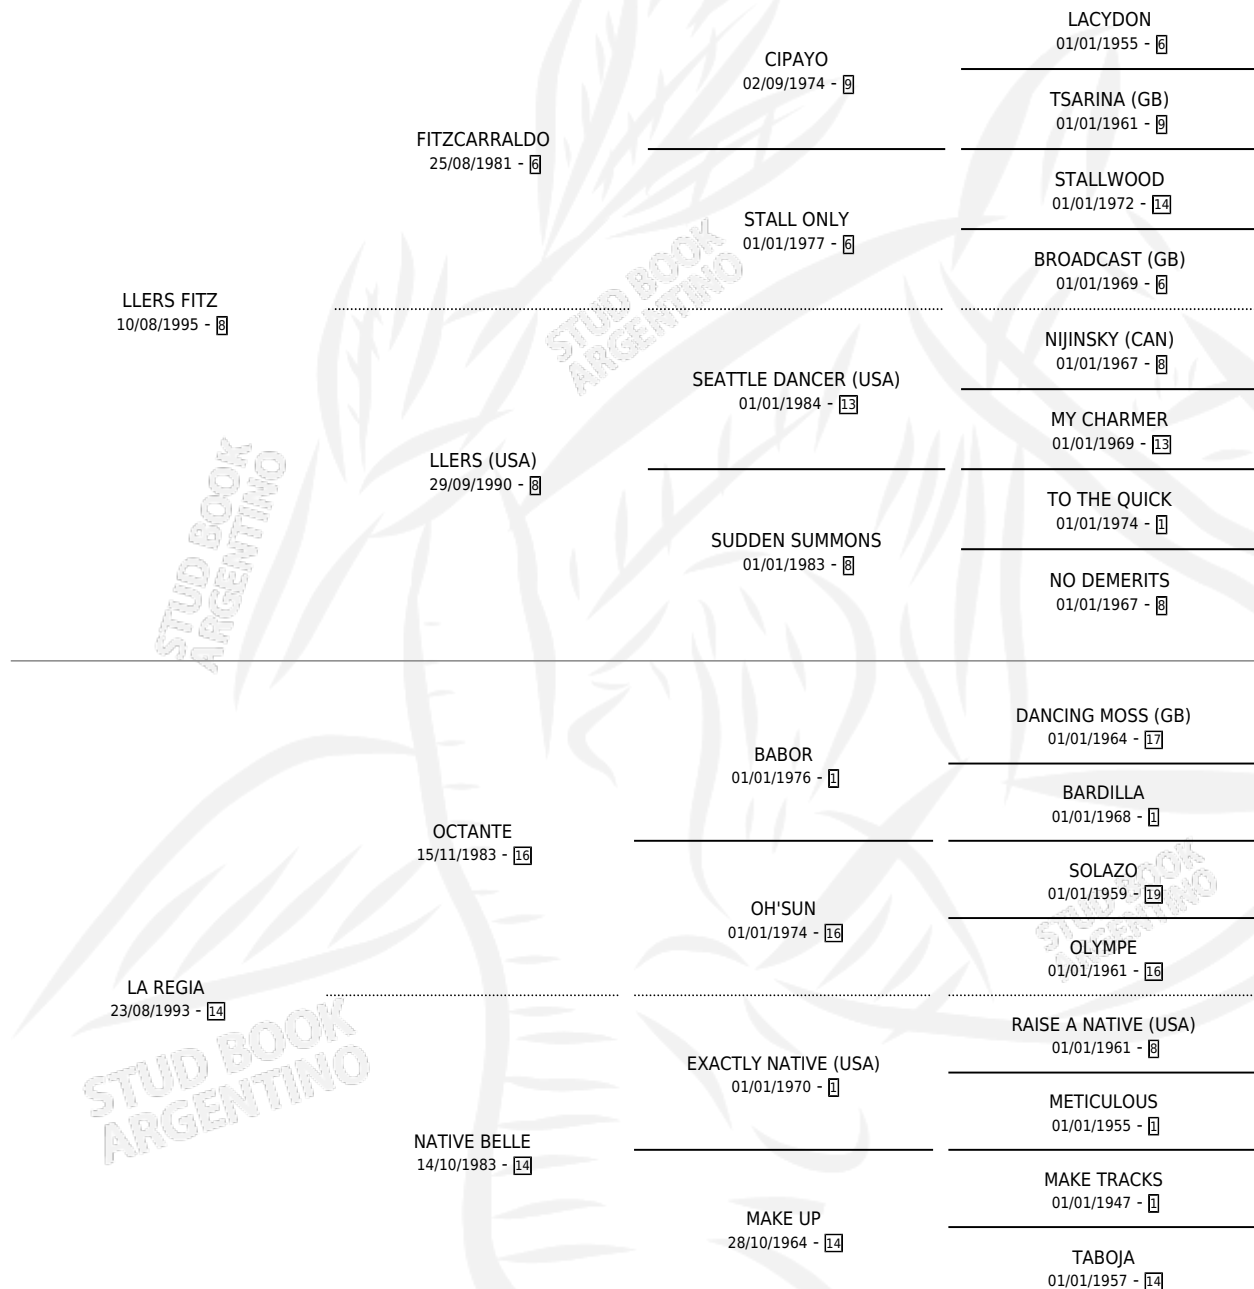 LACYDON
01/01/1955 - 6
CIPAYO
02/09/1974 - 9
TSARINA (GB)
01/01/1961 - 9
FITZCARRALDO
25/08/1981 - 6
STALLWOOD
01/01/1972 - 14
STALL ONLY
01/01/1977 - 6
BROADCAST (GB)
01/01/1969 - 6
LLERS FITZ
10/08/1995 - 8
STUD BOOK
ARGENTINO
NIJINSKY (CAN)
01/01/1967 - 8
SEATTLE DANCER (USA)
01/01/1984 - 13
MY CHARMER
01/01/1969 - 13
LLERS (USA)
29/09/1990 - 8
TO THE QUICK
01/01/1974 - 1
SUDDEN SUMMONS
01/01/1983 - 8
NO DEMERITS
01/01/1967 - 8
STUD BOOK
ARGENTINO
DANCING MOSS (GB)
01/01/1964 - 17
BABOR
01/01/1976 - 1
BARDILLA
01/01/1968 - 1
OCTANTE
15/11/1983 - 16
SOLAZO
01/01/1959 - 19
OH'SUN
01/01/1974 - 16
STUD BOOK
ARGENTINO
OLYMPE
01/01/1961 - 16
LA REGIA
23/08/1993 - 14
STUD BOOK
ARGENTINO
RAISE A NATIVE (USA)
01/01/1961 - 8
EXACTLY NATIVE (USA)
01/01/1970 - 1
METICULOUS
01/01/1955 - 1
NATIVE BELLE
14/10/1983 - 14
MAKE TRACKS
01/01/1947 - 1
MAKE UP
28/10/1964 - 14
TABOJA
01/01/1957 - 14